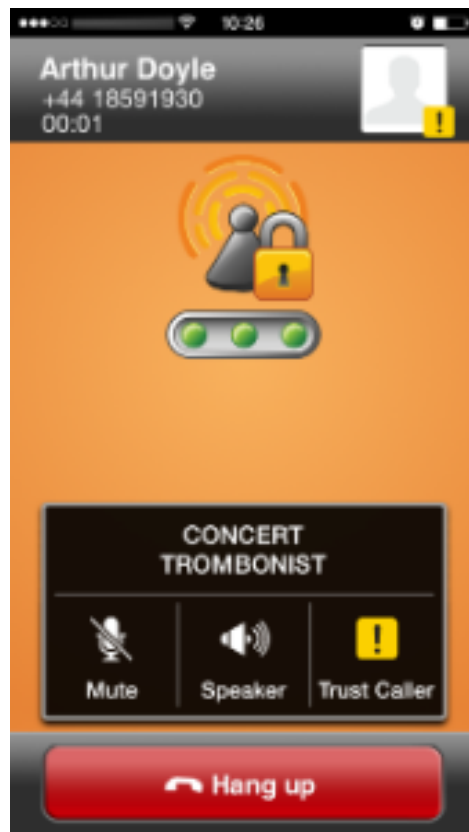 10:26
Arthur Doyle
+44 18591930
00:01
!
CONCERT
TROMBONIST
!
Mute
Speaker
Trust Caller
Hang up